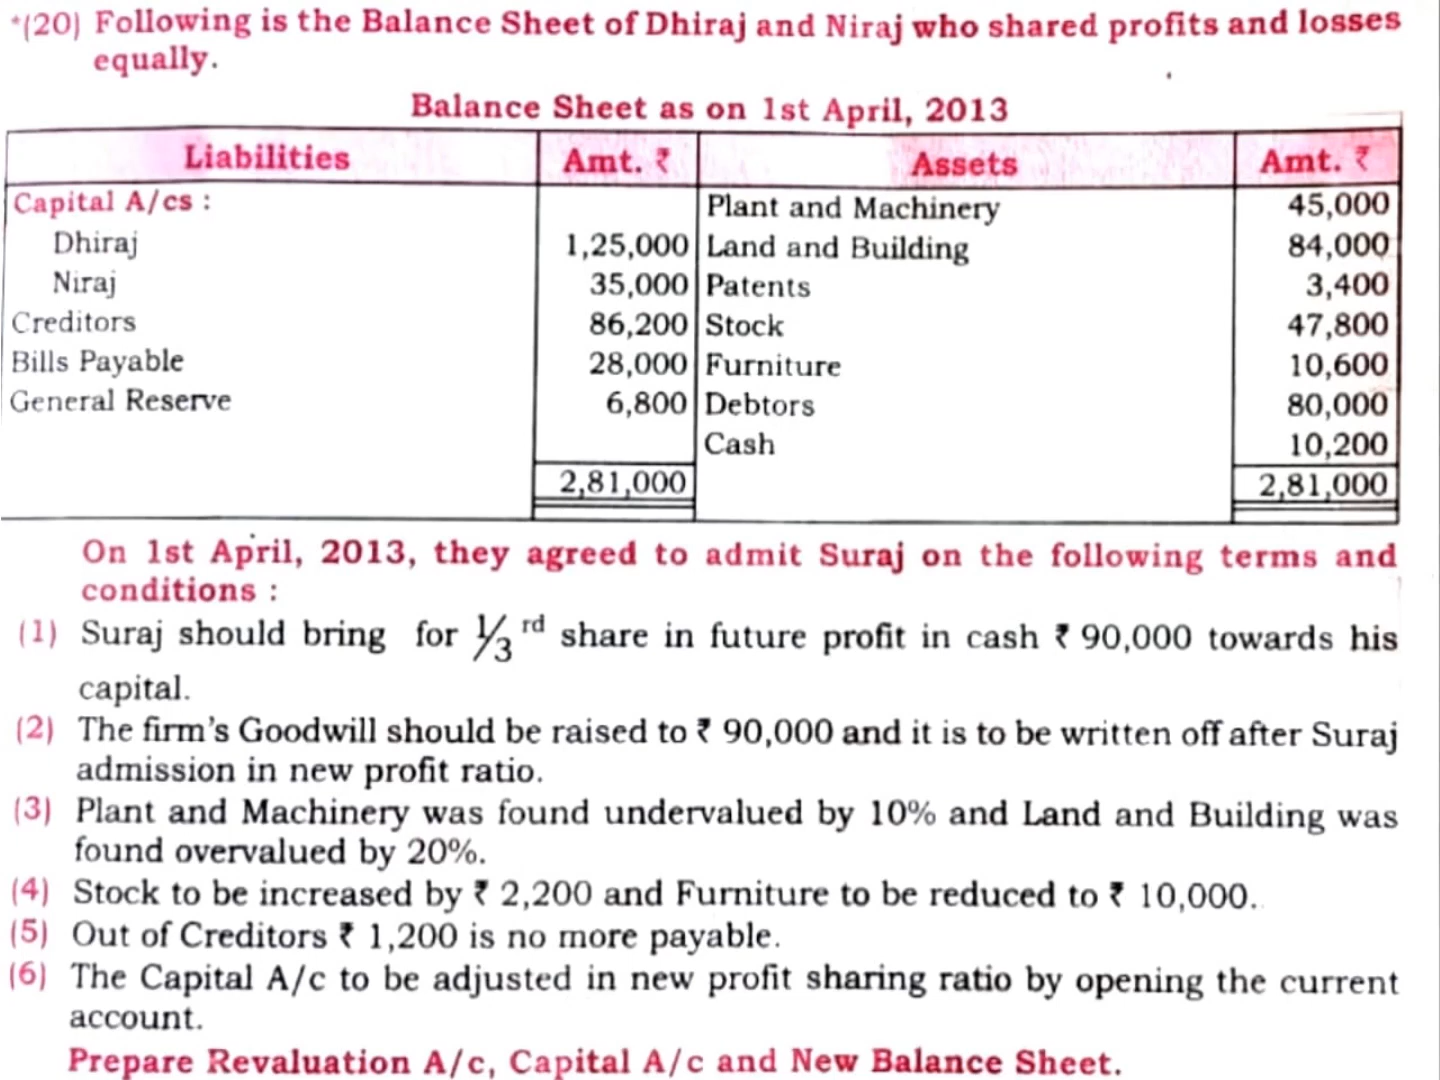 *(20) Following is the Balance Sheet of Dhiraj and Niraj who shared profits and losses
equally.
Balance Sheet as on 1st April, 2013
Liabilities Amt. ₹ Assets Amt. ₹
Capital A/cs : Plant and Machinery 45,000
Dhiraj 1,25,000 Land and Building 84,000
Niraj 35,000 Patents 3,400
Creditors 86,200 Stock 47,800
Bills Payable 28,000 Furniture 10,600
General Reserve 6,800 Debtors 80,000
Cash 10,200
2,81,000 2,81,000
On 1st April, 2013, they agreed to admit Suraj on the following terms and
conditions :
(1) Suraj should bring for 1/3 rd share in future profit in cash ₹ 90,000 towards his
capital.
(2) The firm's Goodwill should be raised to ₹ 90,000 and it is to be written off after Suraj
admission in new profit ratio.
(3) Plant and Machinery was found undervalued by 10% and Land and Building was
found overvalued by 20%.
(4) Stock to be increased by ₹ 2,200 and Furniture to be reduced to ₹ 10,000.
(5) Out of Creditors ₹ 1,200 is no more payable.
(6) The Capital A/c to be adjusted in new profit sharing ratio by opening the current
account.
Prepare Revaluation A/c, Capital A/c and New Balance Sheet.